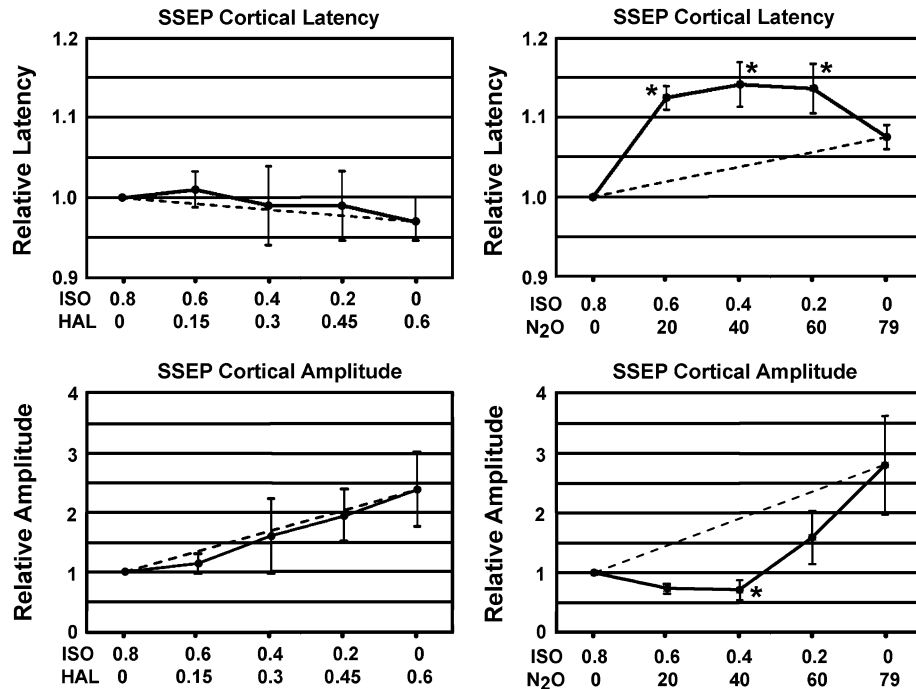 SSEP Cortical Latency
Relative Latency
1.2
1.1
1.0
0.9
ISO 0.8 0.6 0.4 0.2 0
HAL 0 0.15 0.3 0.45 0.6
SSEP Cortical Latency
Relative Latency
1.2
1.1
1.0
0.9
* * *
ISO 0.8 0.6 0.4 0.2 0
N₂O 0 20 40 60 79
SSEP Cortical Amplitude
Relative Amplitude
4
3
2
1
0
ISO 0.8 0.6 0.4 0.2 0
HAL 0 0.15 0.3 0.45 0.6
SSEP Cortical Amplitude
Relative Amplitude
4
3
2
1
0
*
ISO 0.8 0.6 0.4 0.2 0
N₂O 0 20 40 60 79